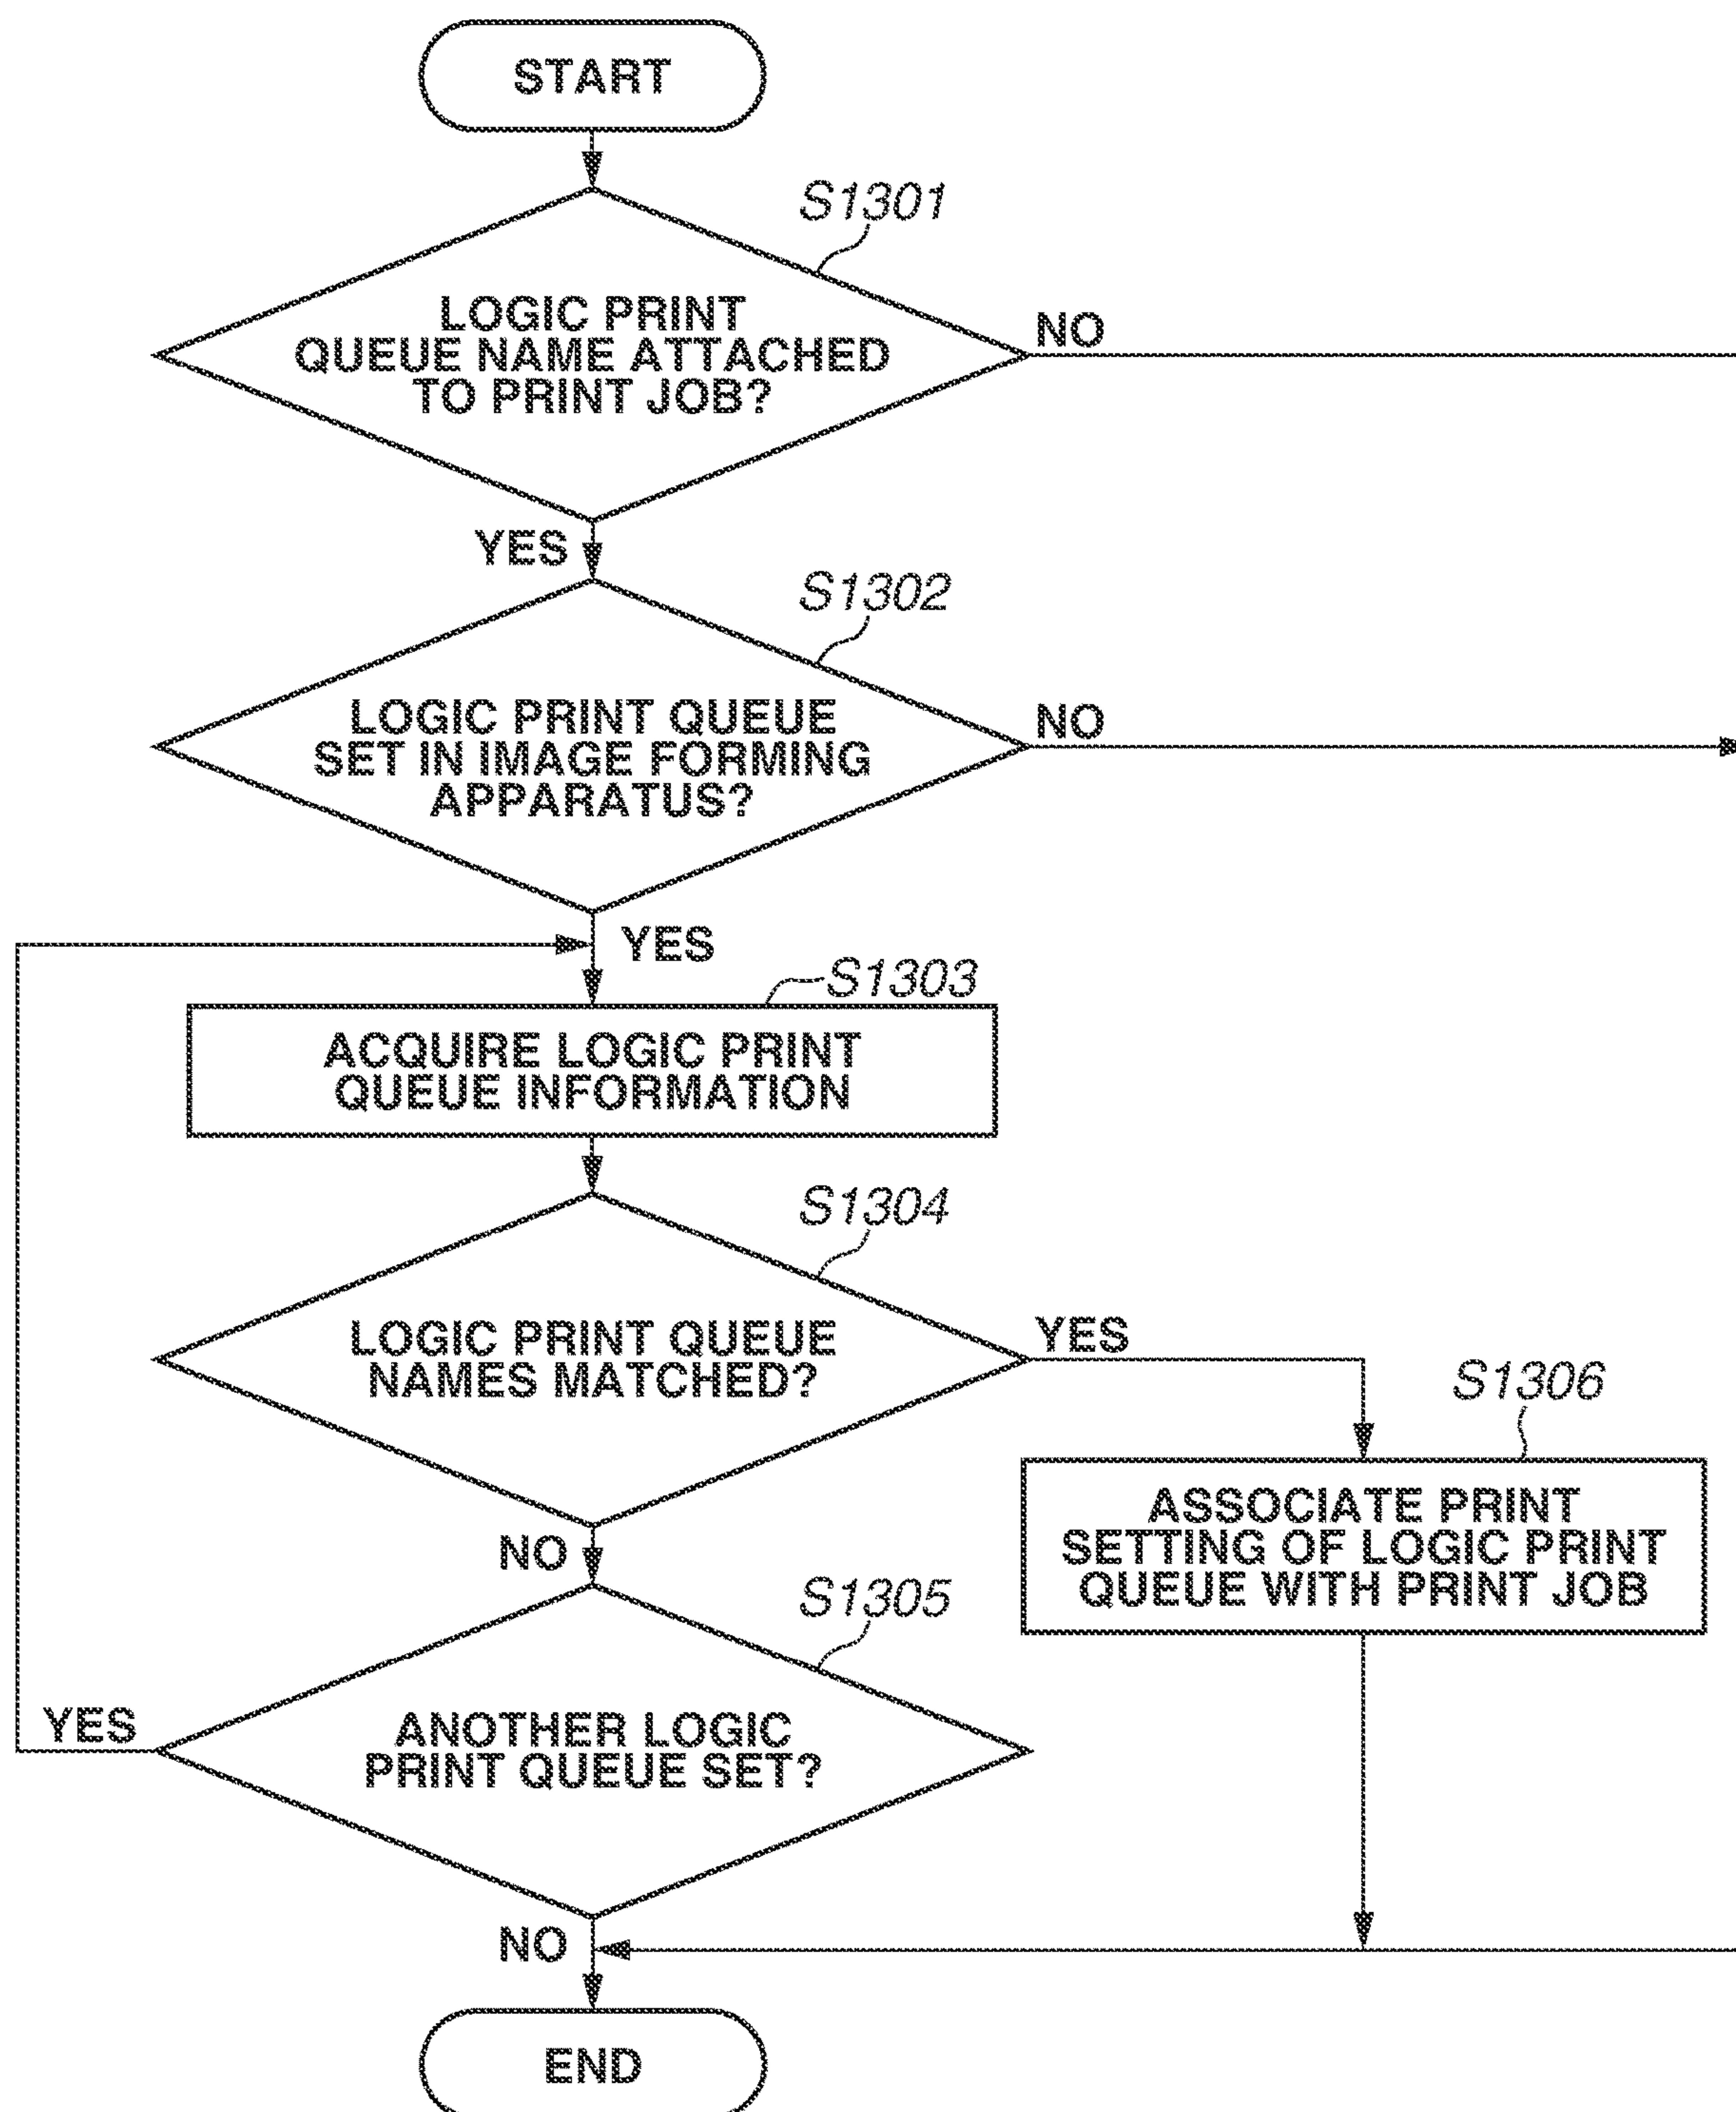 START
S1301
LOGIC PRINT
QUEUE NAME ATTACHED
TO PRINT JOB?
NO
YES
S1302
LOGIC PRINT QUEUE
SET IN IMAGE FORMING
APPARATUS?
NO
YES
S1303
ACQUIRE LOGIC PRINT
QUEUE INFORMATION
S1304
LOGIC PRINT QUEUE
NAMES MATCHED?
YES
S1306
ASSOCIATE PRINT
SETTING OF LOGIC PRINT
QUEUE WITH PRINT JOB
NO
S1305
ANOTHER LOGIC
PRINT QUEUE SET?
YES
NO
END